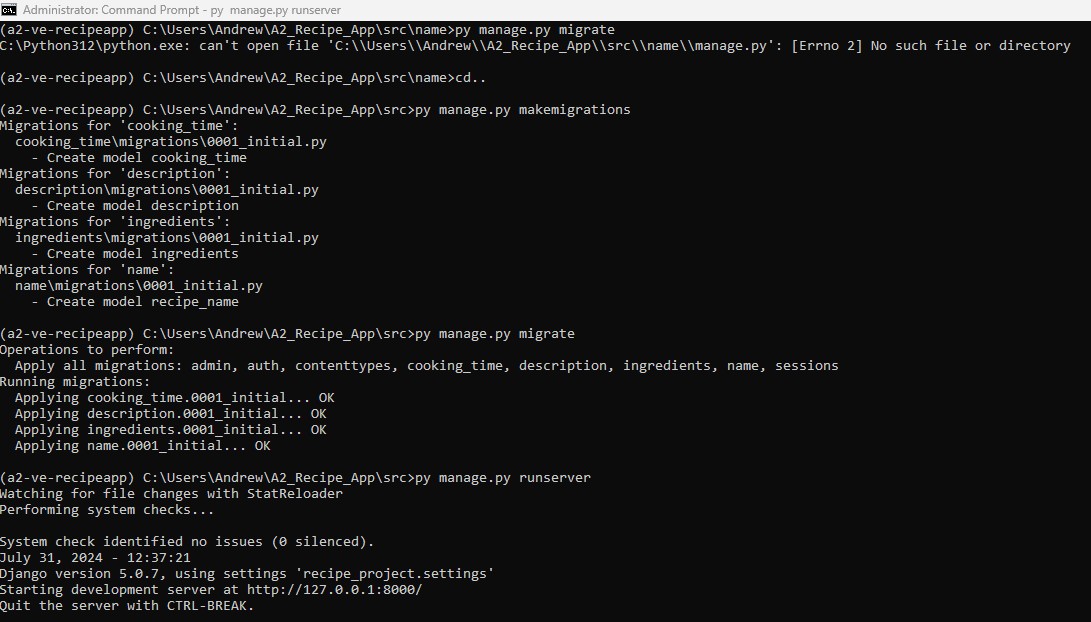 Administrator: Command Prompt - py manage.py runserver
(a2-ve-recipeapp) C:\Users\Andrew\A2_Recipe_App\src\name>py manage.py migrate
C:\Python312\python.exe: can't open file 'C:\\Users\\Andrew\\A2_Recipe_App\\src\\name\\manage.py': [Errno 2] No such file or directory
(a2-ve-recipeapp) C:\Users\Andrew\A2_Recipe_App\src\name>cd..
(a2-ve-recipeapp) C:\Users\Andrew\A2_Recipe_App\src>py manage.py makemigrations
Migrations for 'cooking_time':
  cooking_time\migrations\0001_initial.py
    - Create model cooking_time
Migrations for 'description':
  description\migrations\0001_initial.py
    - Create model description
Migrations for 'ingredients':
  ingredients\migrations\0001_initial.py
    - Create model ingredients
Migrations for 'name':
  name\migrations\0001_initial.py
    - Create model recipe_name
(a2-ve-recipeapp) C:\Users\Andrew\A2_Recipe_App\src>py manage.py migrate
Operations to perform:
  Apply all migrations: admin, auth, contenttypes, cooking_time, description, ingredients, name, sessions
Running migrations:
  Applying cooking_time.0001_initial... OK
  Applying description.0001_initial... OK
  Applying ingredients.0001_initial... OK
  Applying name.0001_initial... OK
(a2-ve-recipeapp) C:\Users\Andrew\A2_Recipe_App\src>py manage.py runserver
Watching for file changes with StatReloader
Performing system checks...
System check identified no issues (0 silenced).
July 31, 2024 - 12:37:21
Django version 5.0.7, using settings 'recipe_project.settings'
Starting development server at http://127.0.0.1:8000/
Quit the server with CTRL-BREAK.